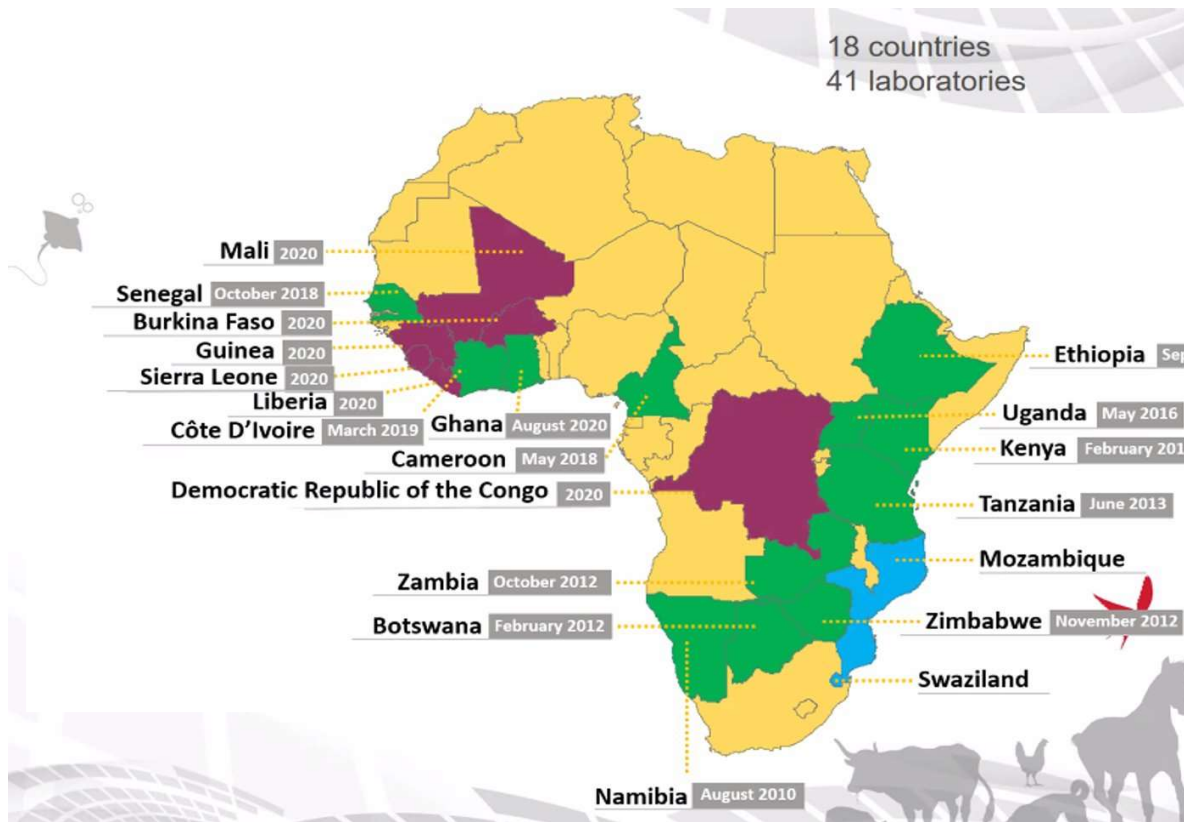 18 countries
41 laboratories
Mali 2020
Senegal October 2018
Burkina Faso 2020
Guinea 2020
Sierra Leone 2020
Liberia 2020
Côte D’Ivoire March 2019
Ghana August 2020
Cameroon May 2018
Democratic Republic of the Congo 2020
Ethiopia
Uganda May 2016
Kenya February
Tanzania June 2013
Mozambique
Zambia October 2012
Botswana February 2012
Zimbabwe November 2012
Swaziland
Namibia August 2010